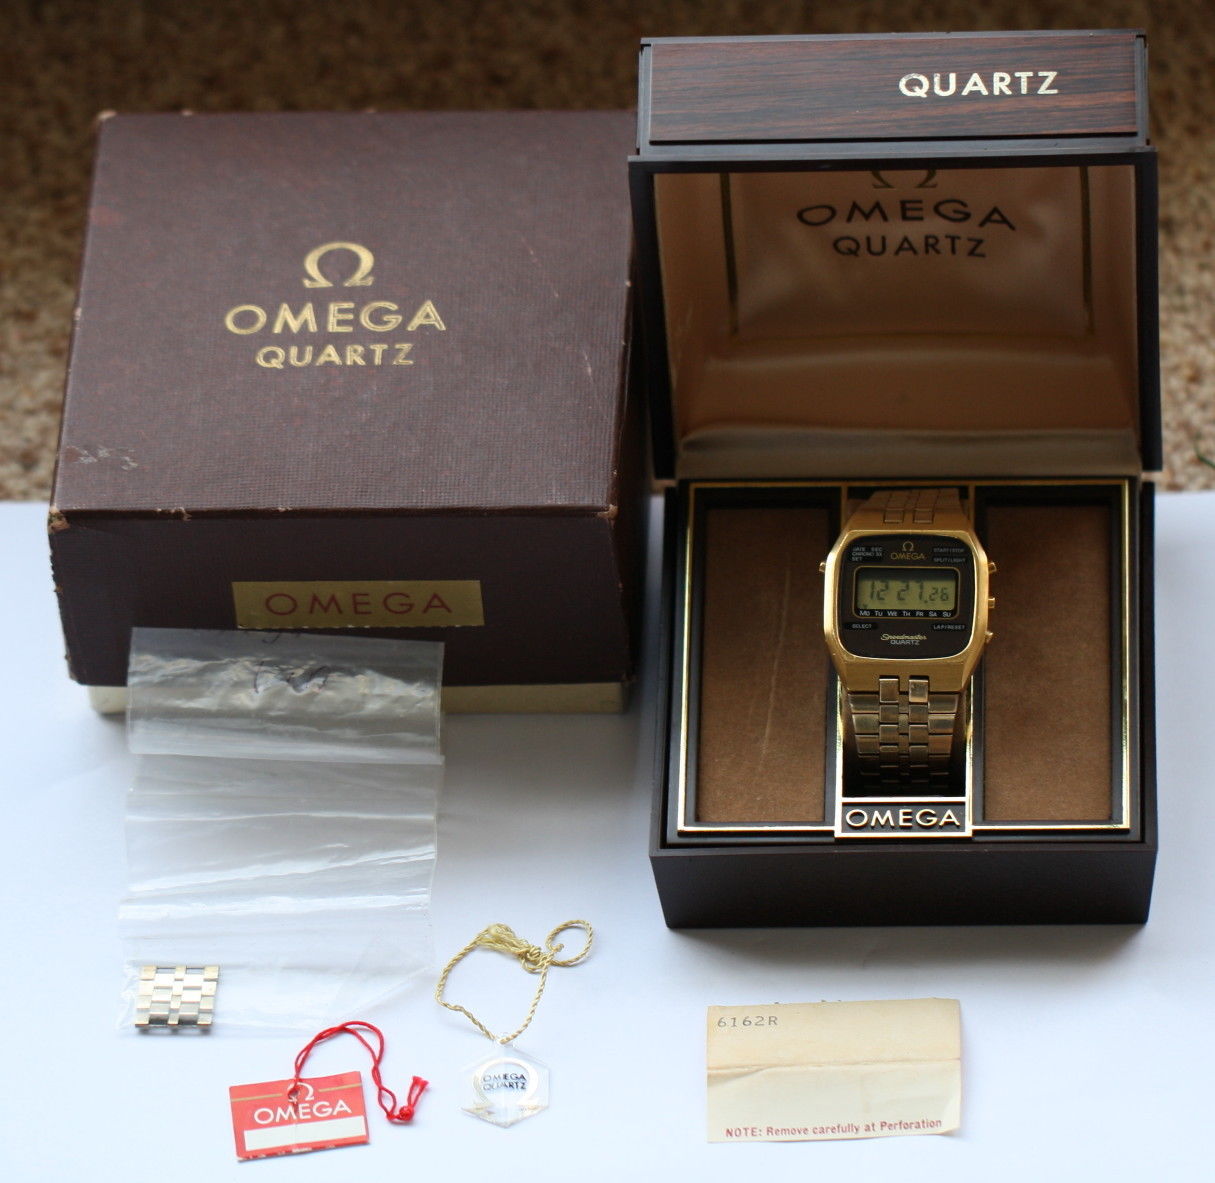 QUARTZ
OMEGA
QUARTZ
Ω
OMEGA
QUARTZ
OMEGA
DATE SEC
CHRONO
SET
Ω
OMEGA
START/STOP
SPLIT/LIGHT
12 27 26
MO TU WE TH FR SA SU
SELECT
LAP/RESET
Speedmaster
QUARTZ
OMEGA
OMEGA
OMEGA
QUARTZ
6162R
NOTE: Remove carefully at Perforation